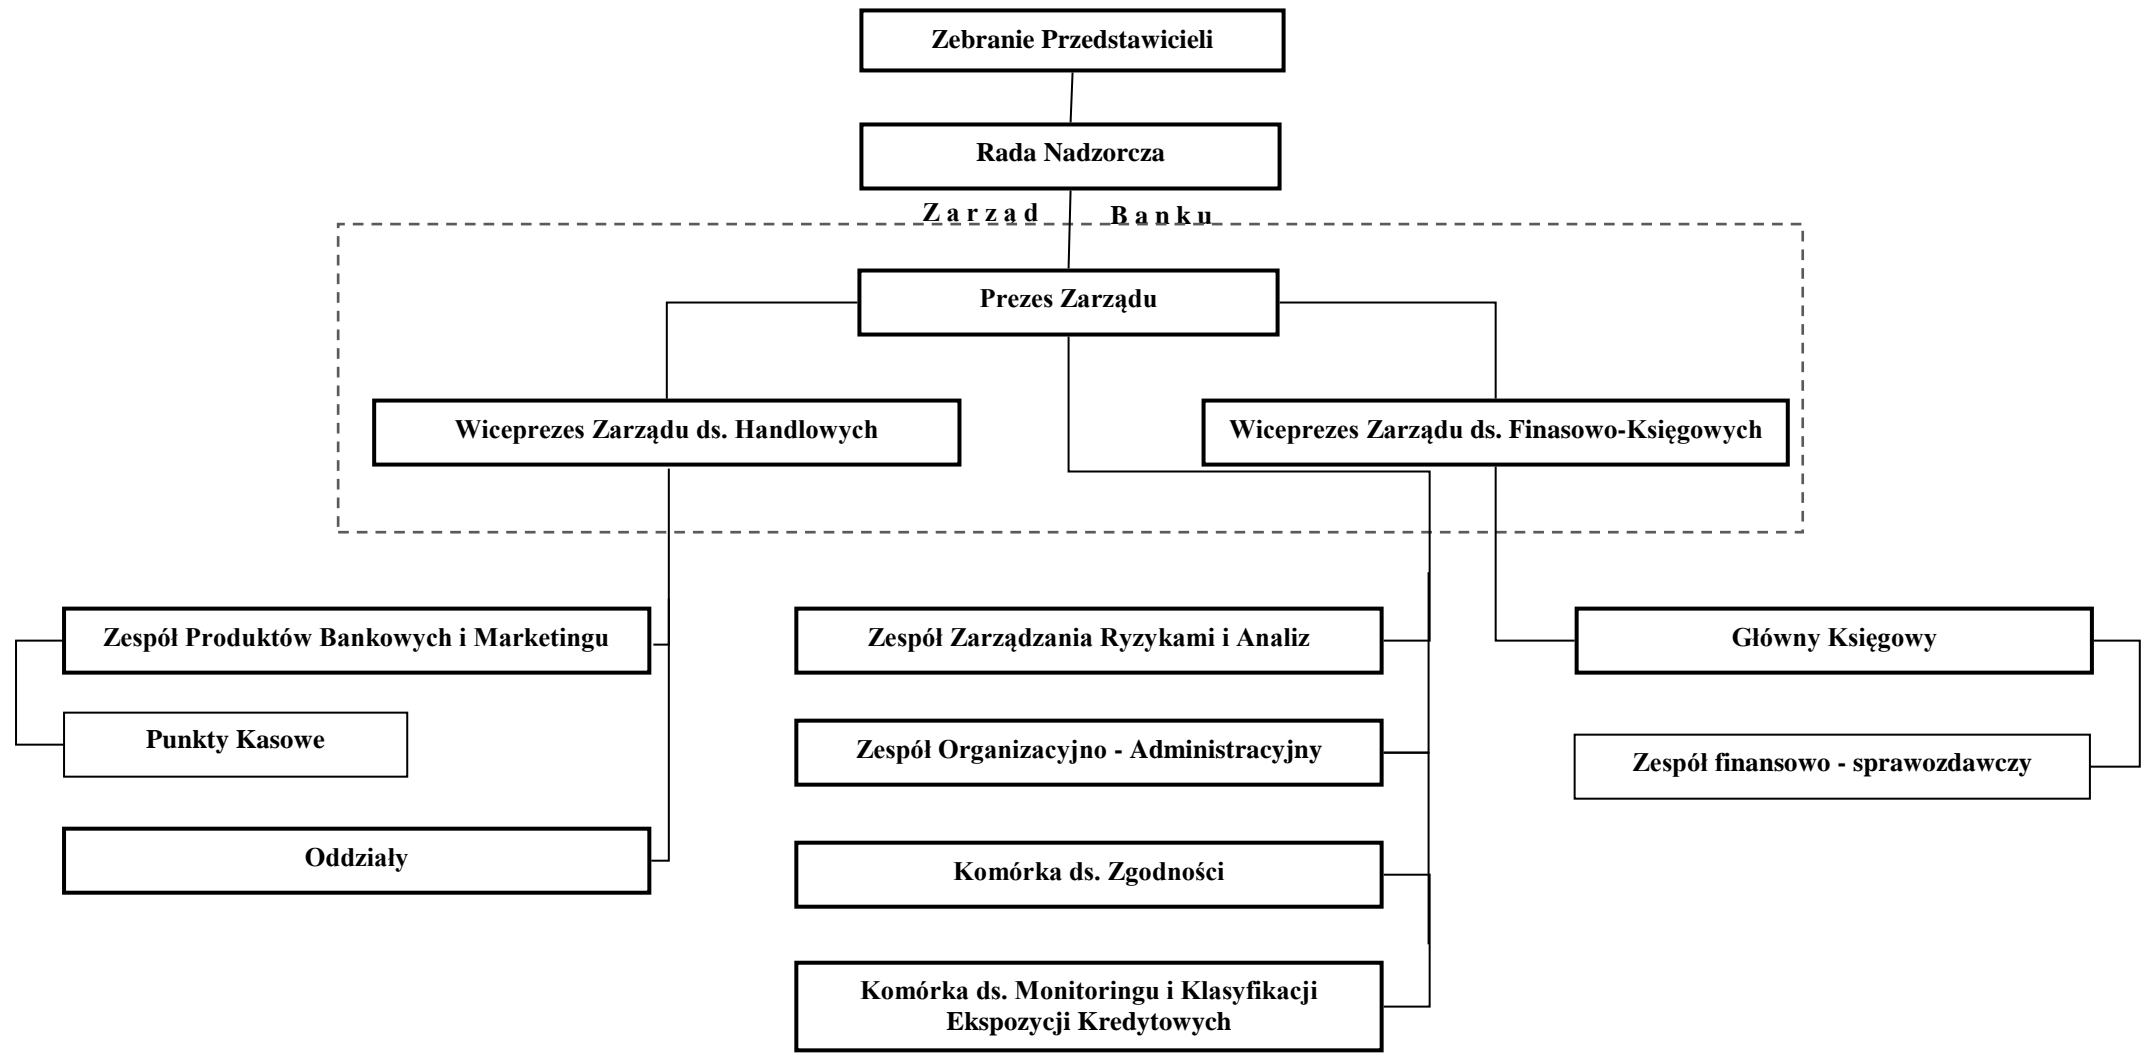 Zebranie Przedstawicieli
Rada Nadzorcza
Zarząd Banku
Prezes Zarządu
Wiceprezes Zarządu ds. Handlowych
Wiceprezes Zarządu ds. Finasowo-Księgowych
Zespół Produktów Bankowych i Marketingu
Zespół Zarządzania Ryzykami i Analiz
Główny Księgowy
Punkty Kasowe
Zespół Organizacyjno - Administracyjny
Zespół finansowo - sprawozdawczy
Oddziały
Komórka ds. Zgodności
Komórka ds. Monitoringu i Klasyfikacji
Ekspozycji Kredytowych